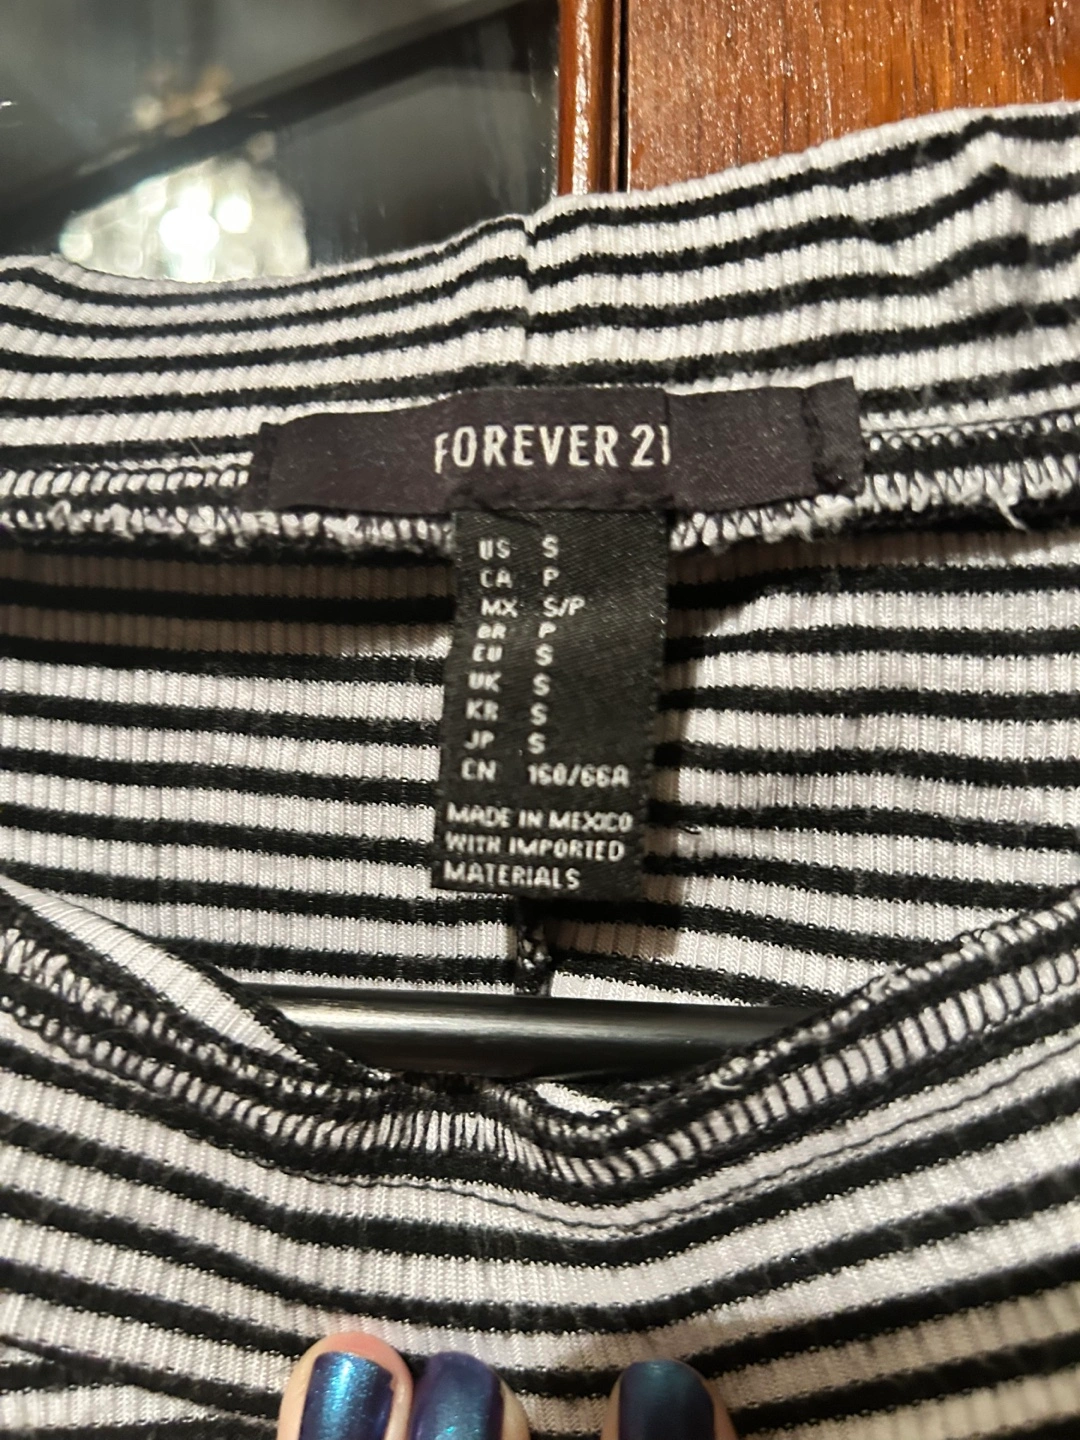 FOREVER 21
US S
CA P
MX S/P
BR P
EU S
UK S
KR S
JP S
CN 160/66A
MADE IN MEXICO
WITH IMPORTED
MATERIALS